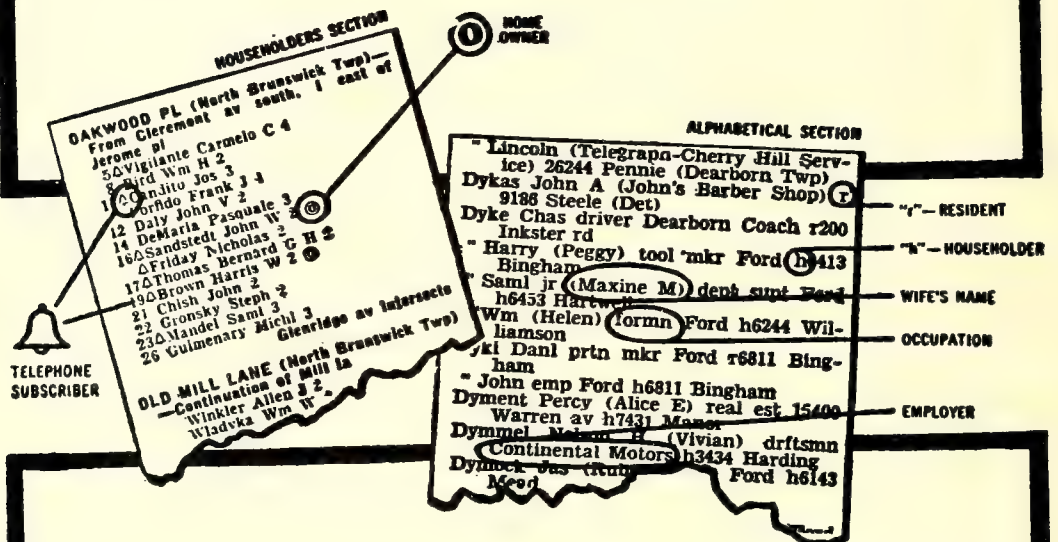 HOME
OWNER
HOUSEHOLDERS SECTION
OAKWOOD PL (North Brunswick Twp)—
From Cleremont av south, 1 east of
Jerome pl
5△Vigilante Carmelo C 4
8 Bird Wm H 2
Jos 3
Frank J 4
12 Daly John V 2
14 DeMaria Pasquale 3
16△Sandstedt John W 2 ⊚
△Friday Nicholas 2
17△Thomas Bernard G H 2
19△Brown Harris W 2 ⊚
21 Chish John 2
22 Gronsky Steph 2
23△Mandel Saml 3
26 Gulmenary Michl 3
Glenridge av intersects
OLD MILL LANE (North Brunswick Twp)
—Continuation of Mill la
Winkler Allen J 2
Wladyka Wm W
TELEPHONE
SUBSCRIBER
ALPHABETICAL SECTION
" Lincoln (Telegraph-Cherry Hill Serv-
ice) 26244 Pennie (Dearborn Twp)
Dykas John A (John's Barber Shop) r
9186 Steele (Det)
Dyke Chas driver Dearborn Coach r200
Inkster rd
" Harry (Peggy) tool mkr Ford h6413
Bingham
" Saml jr (Maxine M) dept supt Ford
h6453 Hartwell
"Wm (Helen) formn Ford h6244 Wil-
liamson
yki Danl prtn mkr Ford r6811 Bing-
ham
" John emp Ford h6811 Bingham
Dyment Percy (Alice E) real est 15400
Warren av h7431 Manor
Dymmel Nelson H (Vivian) drftsmn
Continental Motors h3434 Harding
Dymock Jas (Ruby Ford h6143
Mead
"r"— RESIDENT
"h"— HOUSEHOLDER
WIFE'S NAME
OCCUPATION
EMPLOYER